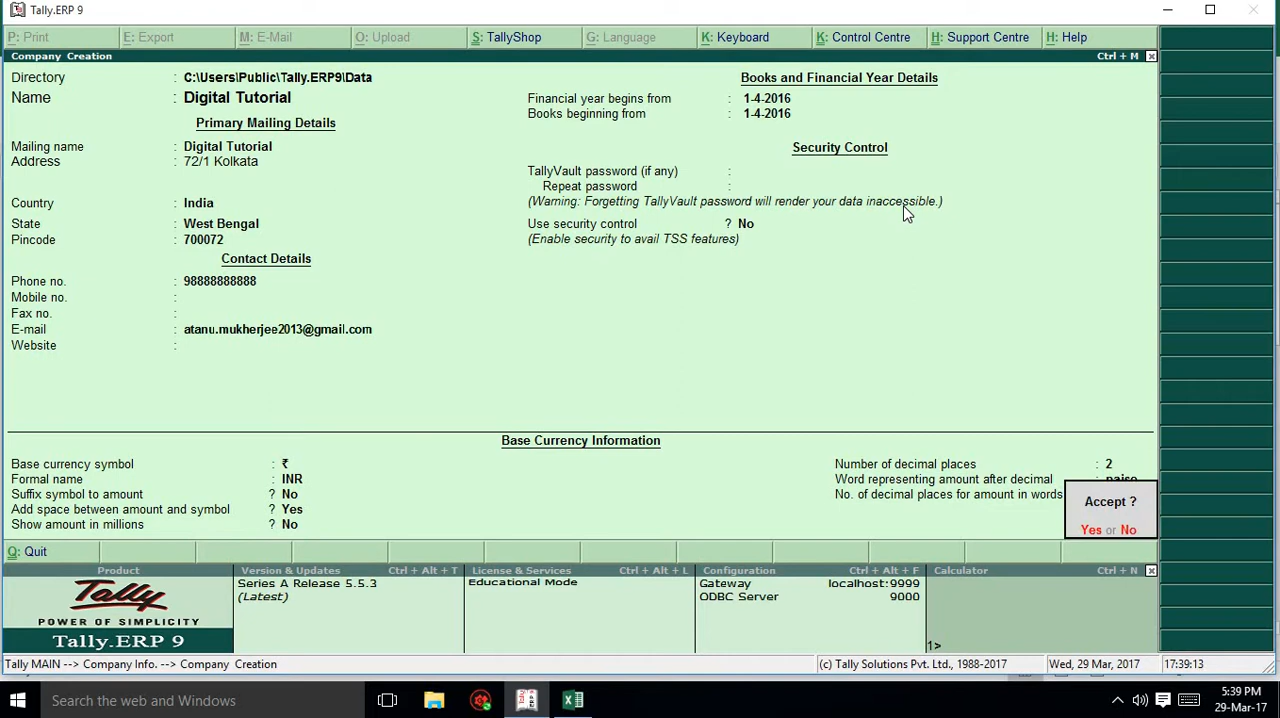 Tally.ERP 9
P: Print E: Export M: E-Mail O: Upload S: TallyShop G: Language K: Keyboard K: Control Centre H: Support Centre H: Help
Company Creation Ctrl + M
Directory : C:\Users\Public\Tally.ERP9\Data
Name : Digital Tutorial
Primary Mailing Details
Mailing name : Digital Tutorial
Address : 72/1 Kolkata
Country : India
State : West Bengal
Pincode : 700072
Contact Details
Phone no. : 98888888888
Mobile no. :
Fax no. :
E-mail : atanu.mukherjee2013@gmail.com
Website :
Books and Financial Year Details
Financial year begins from : 1-4-2016
Books beginning from : 1-4-2016
Security Control
TallyVault password (if any) :
Repeat password :
(Warning: Forgetting TallyVault password will render your data inaccessible.)
Use security control ? No
(Enable security to avail TSS features)
Base Currency Information
Base currency symbol : ₹
Formal name : INR
Suffix symbol to amount ? No
Add space between amount and symbol ? Yes
Show amount in millions ? No
Number of decimal places : 2
Word representing amount after decimal : paise
No. of decimal places for amount in words
Accept ?
Yes or No
Q: Quit
Product
Tally
POWER OF SIMPLICITY
Tally.ERP 9
Version & Updates Ctrl + Alt + T
Series A Release 5.5.3
(Latest)
License & Services Ctrl + Alt + L
Educational Mode
Configuration Ctrl + Alt + F
Gateway localhost:9999
ODBC Server 9000
Calculator Ctrl + N
1>
Tally MAIN --> Company Info. --> Company Creation (c) Tally Solutions Pvt. Ltd., 1988-2017 Wed, 29 Mar, 2017 17:39:13
Search the web and Windows
5:39 PM
29-Mar-17